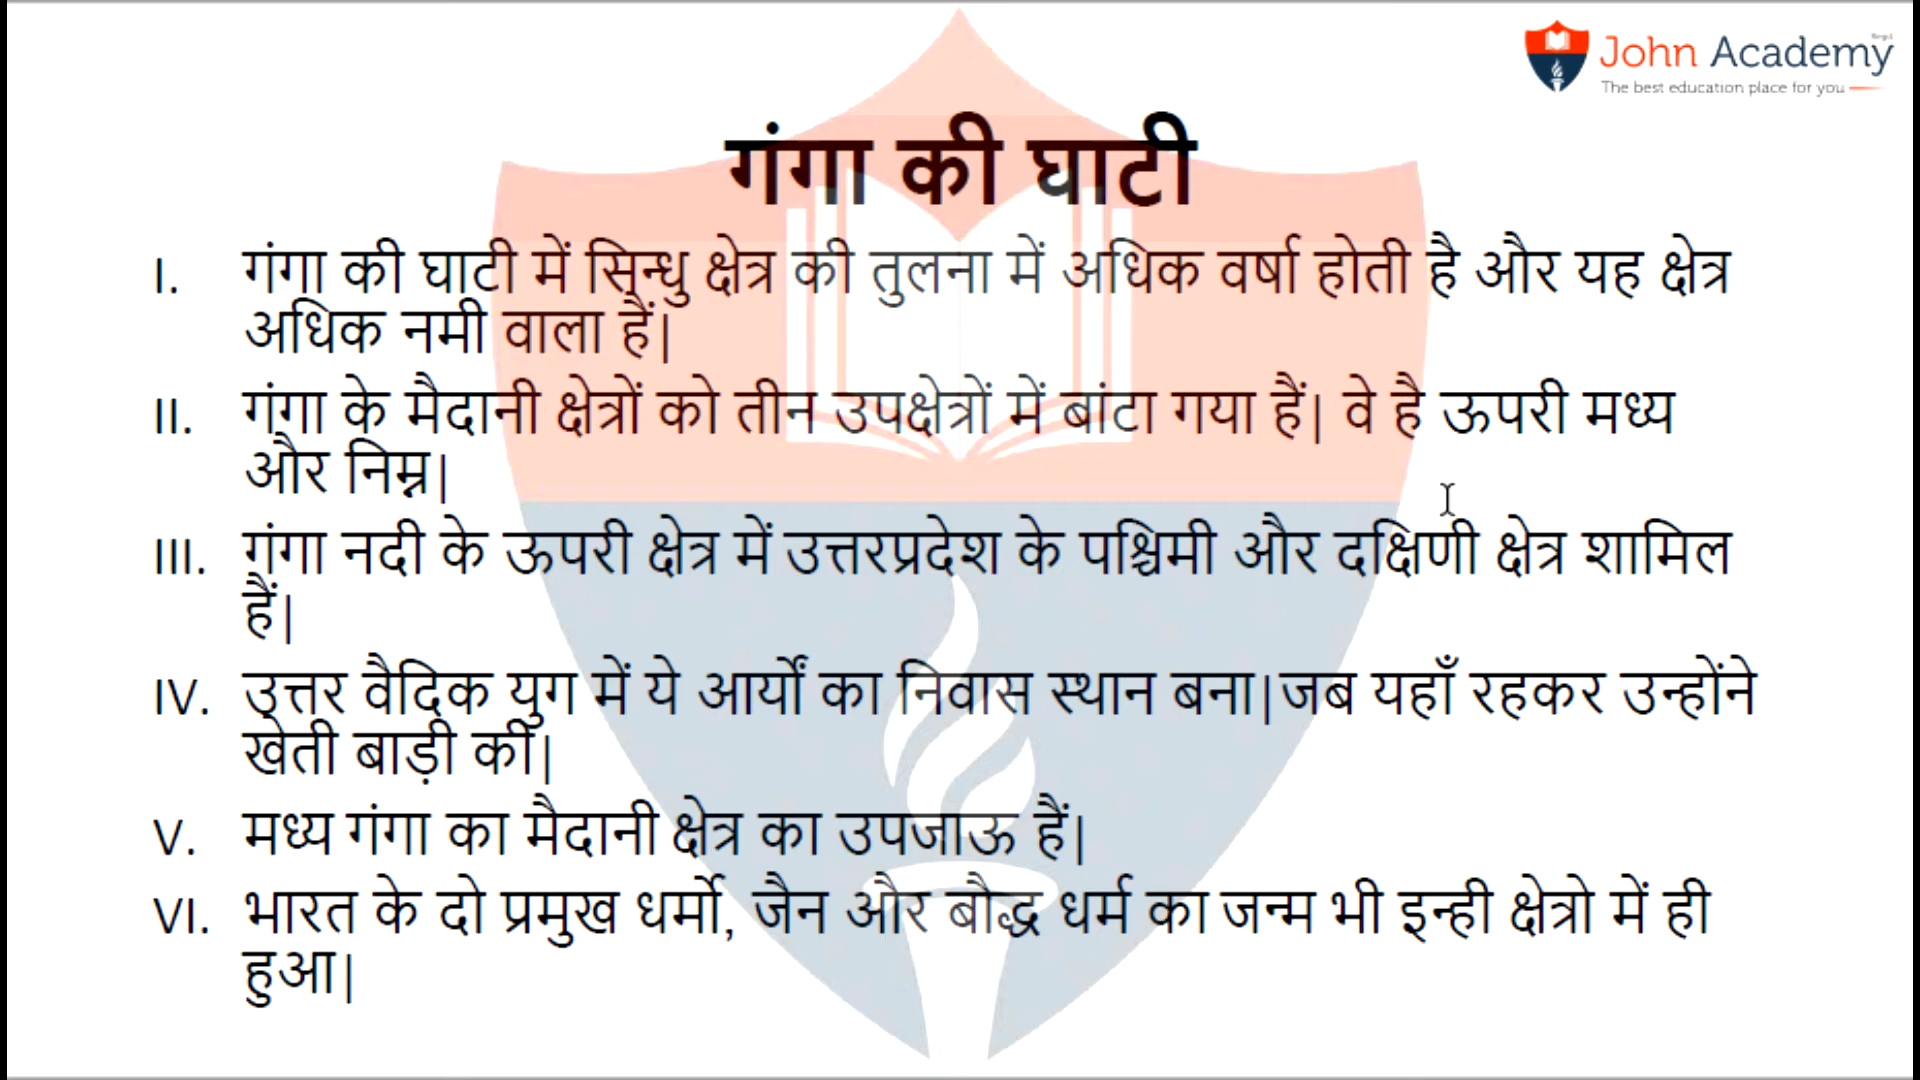 John Academy
The best education place for you
गंगा की घाटी
I. गंगा की घाटी में सिन्धु क्षेत्र की तुलना में अधिक वर्षा होती है और यह क्षेत्र
अधिक नमी वाला हैं|
II. गंगा के मैदानी क्षेत्रों को तीन उपक्षेत्रों में बांटा गया हैं| वे है ऊपरी मध्य
और निम्न|
III. गंगा नदी के ऊपरी क्षेत्र में उत्तरप्रदेश के पश्चिमी और दक्षिणी क्षेत्र शामिल
हैं|
IV. उत्तर वैदिक युग में ये आर्यों का निवास स्थान बना|जब यहाँ रहकर उन्होंने
खेती बाड़ी कीं|
V. मध्य गंगा का मैदानी क्षेत्र का उपजाऊ हैं|
VI. भारत के दो प्रमुख धर्मो, जैन और बौद्ध धर्म का जन्म भी इन्ही क्षेत्रो में ही
हुआ|